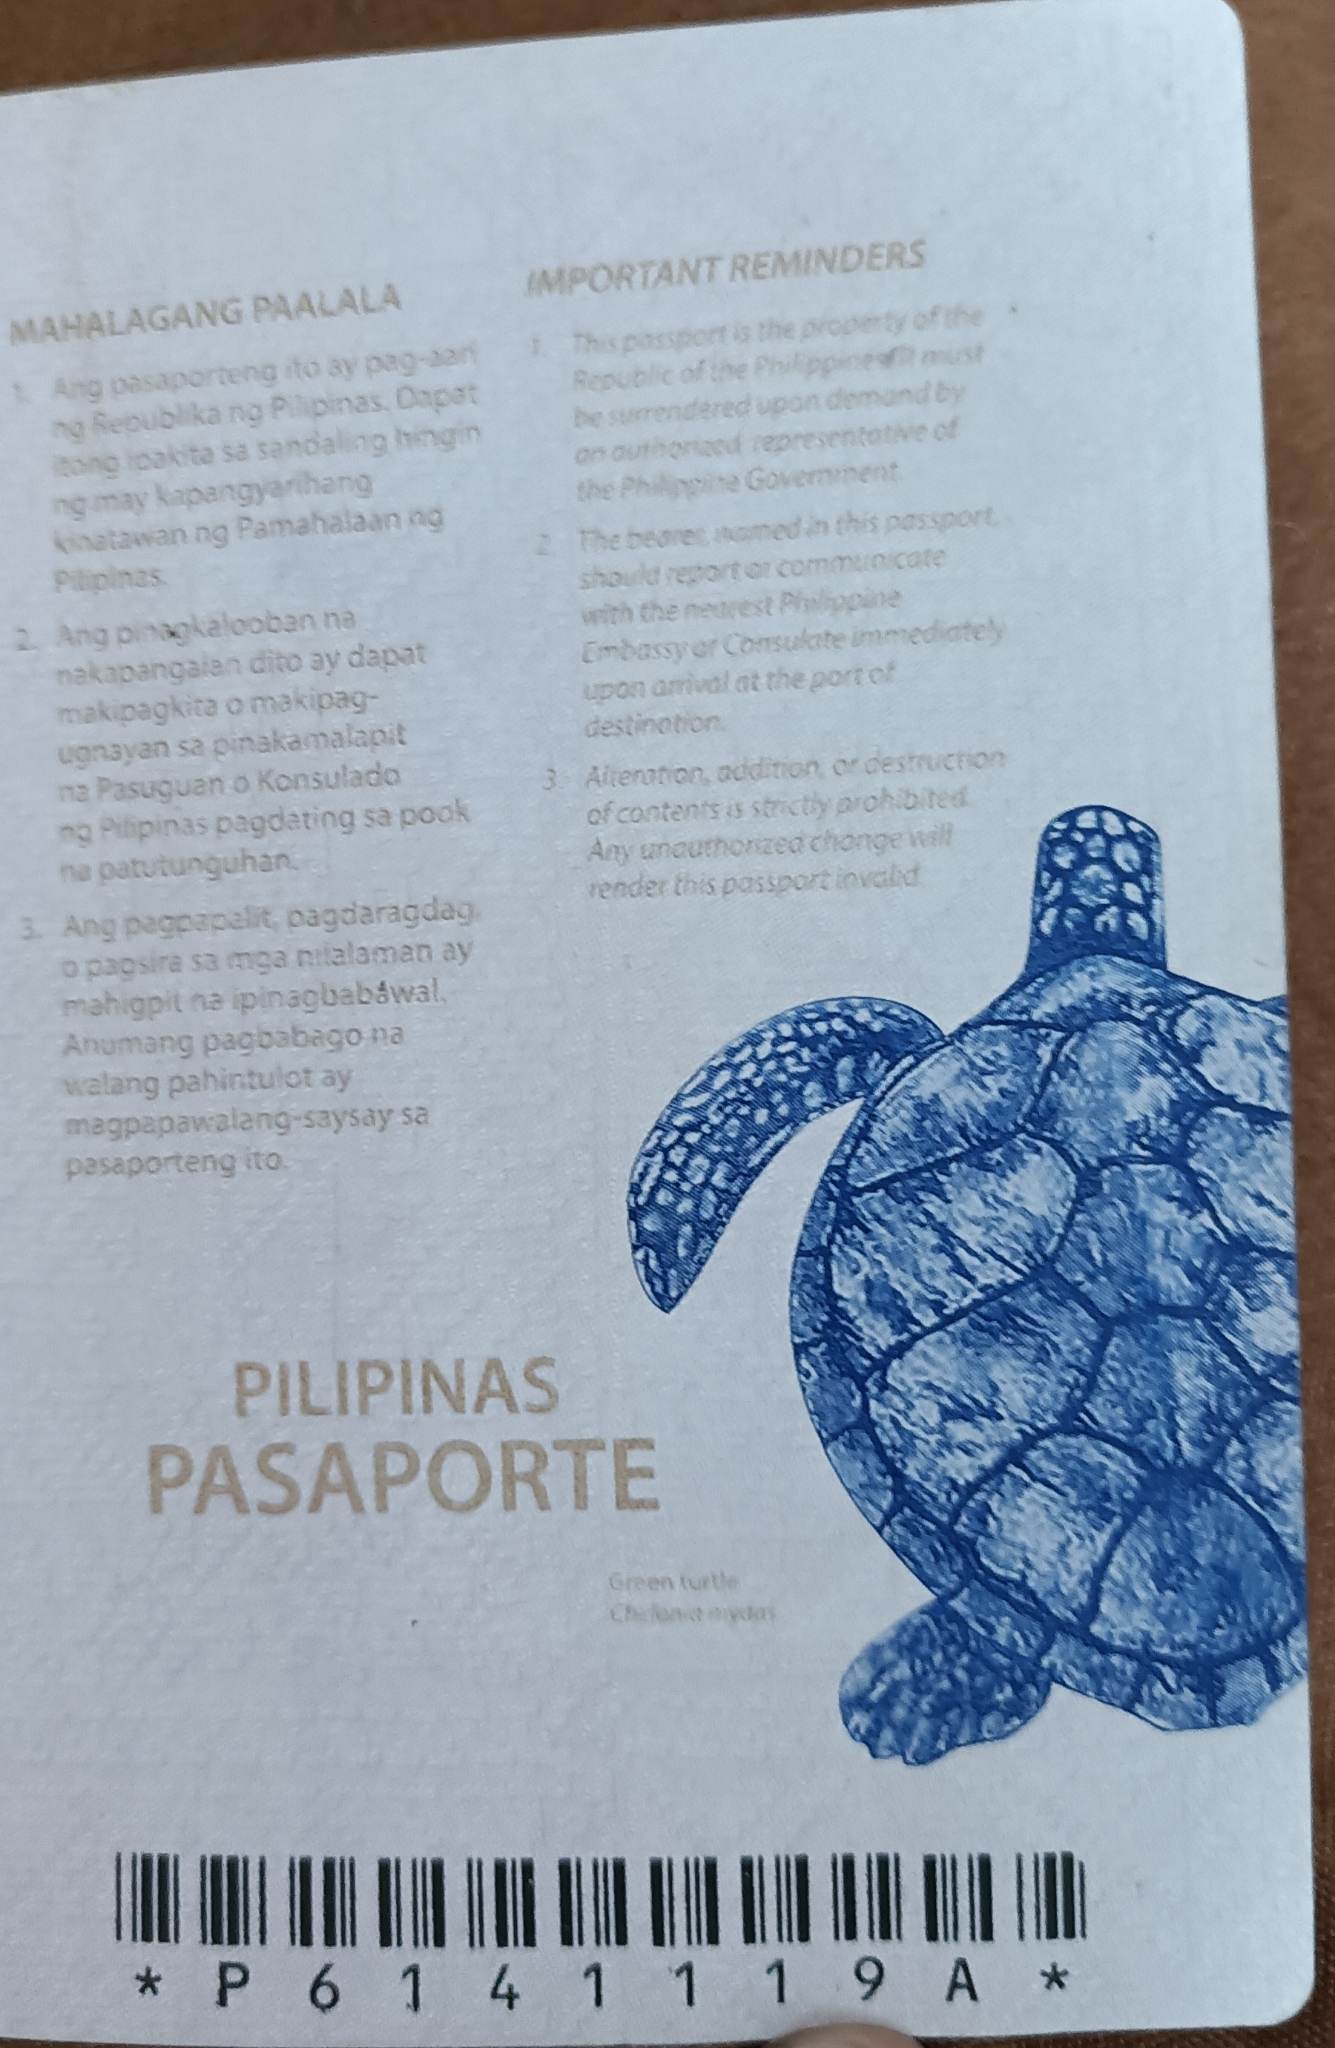 MAHALAGANG PAALALA
1. Ang pasaporteng ito ay pag-aari
ng Republika ng Pilipinas. Dapat
itong ipakita sa sandaling hingin
ng may kapangyarihang
kinatawan ng Pamahalaan ng
Pilipinas.
2. Ang pinagkalooban na
nakapangalan dito ay dapat
makipagkita o makipag-
ugnayan sa pinakamalapit
na Pasuguan o Konsulado
ng Pilipinas pagdating sa pook
na patutunguhan.
3. Ang pagpapalit, pagdaragdag,
o pagsira sa mga nilalaman ay
mahigpit na ipinagbabawal.
Anumang pagbabago na
walang pahintulot ay
magpapawalang-saysay sa
pasaporteng ito.
IMPORTANT REMINDERS
1. This passport is the property of the
Republic of the Philippines. It must
be surrendered upon demand by
an authorized representative of
the Philippine Government.
2. The bearer, named in this passport,
should report or communicate
with the nearest Philippine
Embassy or Consulate immediately
upon arrival at the port of
destination.
3. Alteration, addition, or destruction
of contents is strictly prohibited.
Any unauthorized change will
render this passport invalid.
PILIPINAS
PASAPORTE
Green turtle
Chelonia mydas
* P 6 1 4 1 1 1 9 A *